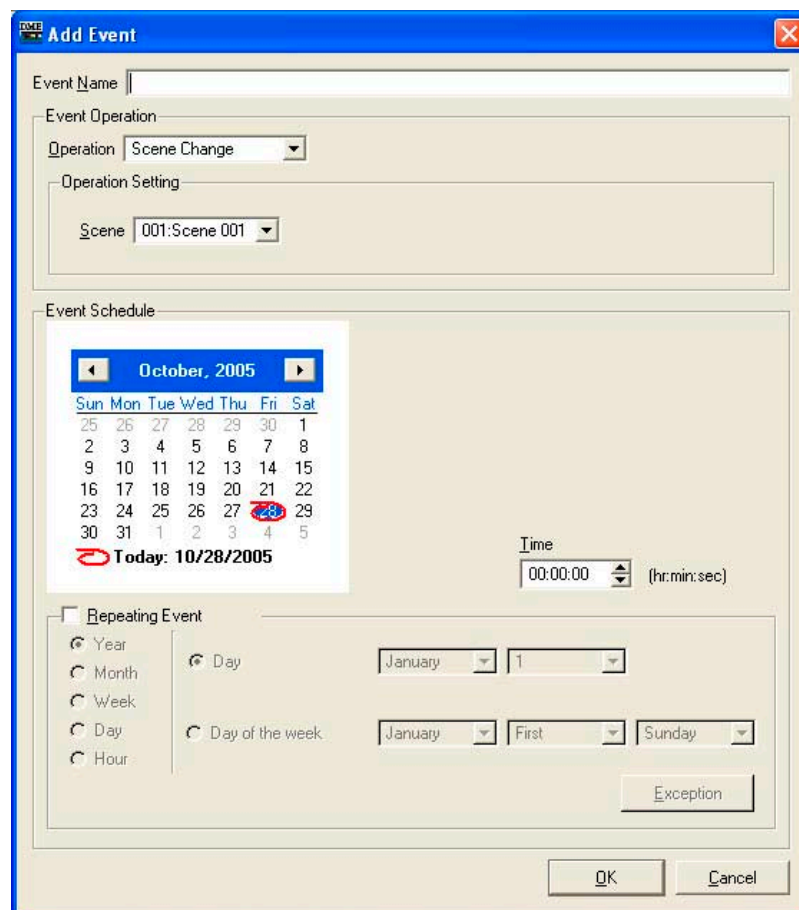 DME
Add Event
Event Name
Event Operation
Operation Scene Change
Operation Setting
Scene 001:Scene 001
Event Schedule
October, 2005
Sun Mon Tue Wed Thu Fri Sat
25 26 27 28 29 30 1
2 3 4 5 6 7 8
9 10 11 12 13 14 15
16 17 18 19 20 21 22
23 24 25 26 27 28 29
30 31 1 2 3 4 5
Today: 10/28/2005
Time
00:00:00 (hr:min:sec)
Repeating Event
Year
Month
Week
Day
Hour
Day January 1
Day of the week January First Sunday
Exception
OK Cancel